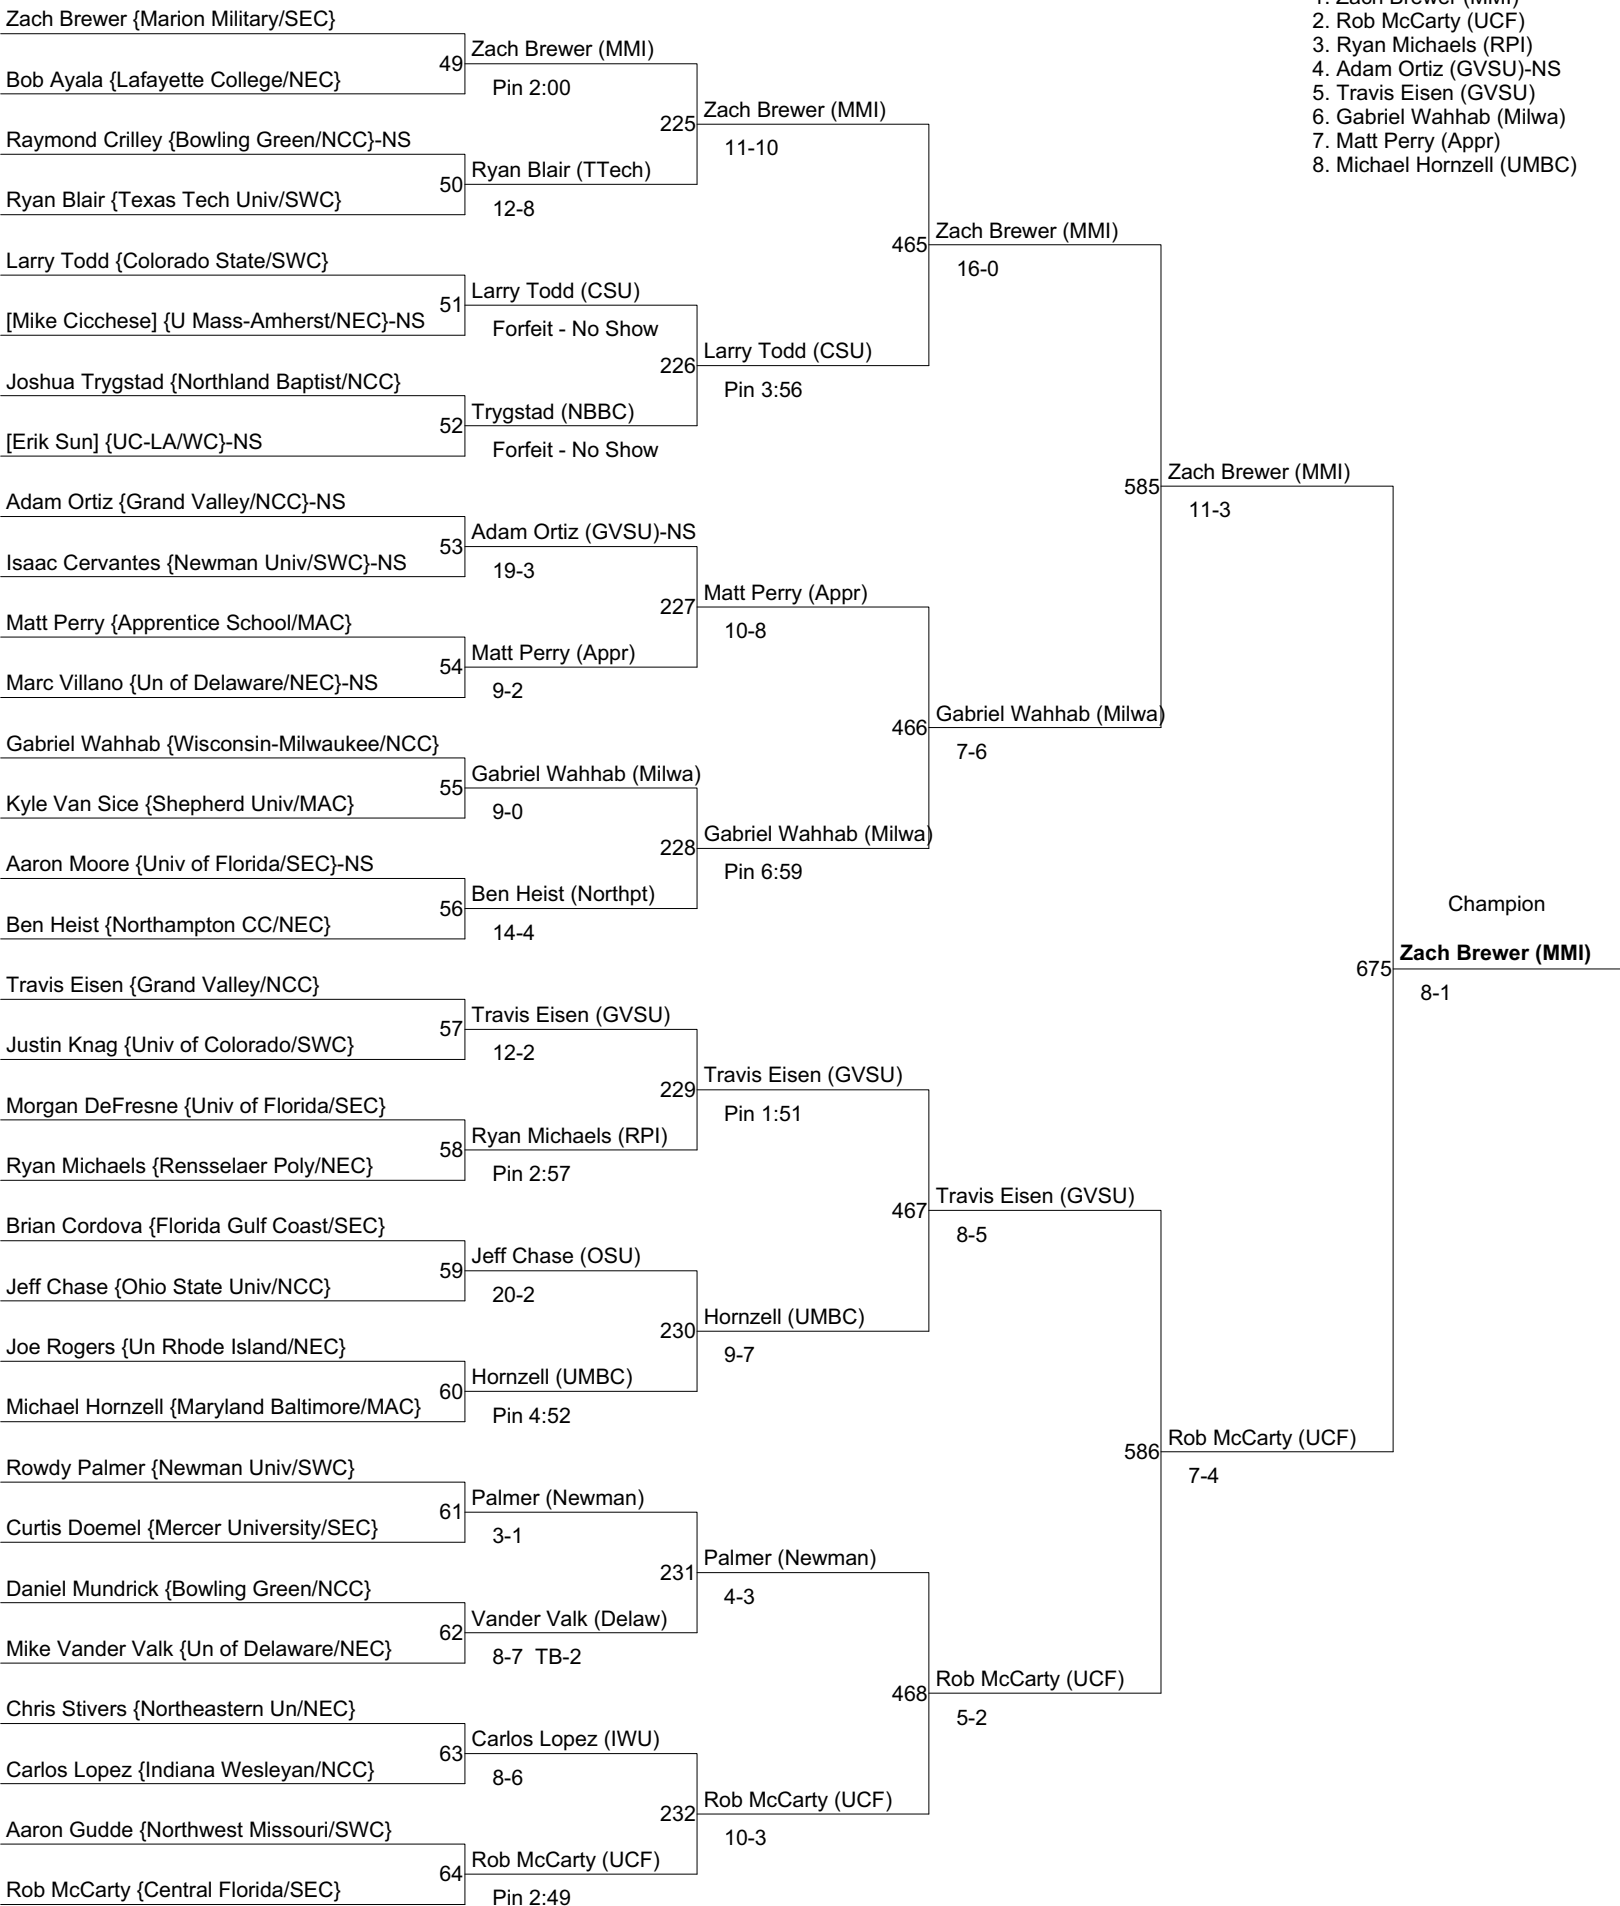 1. Zach Brewer (MMI)
2. Rob McCarty (UCF)
3. Ryan Michaels (RPI)
4. Adam Ortiz (GVSU)-NS
5. Travis Eisen (GVSU)
6. Gabriel Wahhab (Milwa)
7. Matt Perry (Appr)
8. Michael Hornzell (UMBC)
Zach Brewer {Marion Military/SEC}
Bob Ayala {Lafayette College/NEC}
Raymond Crilley {Bowling Green/NCC}-NS
Ryan Blair {Texas Tech Univ/SWC}
Larry Todd {Colorado State/SWC}
[Mike Cicchese] {U Mass-Amherst/NEC}-NS
Joshua Trygstad {Northland Baptist/NCC}
[Erik Sun] {UC-LA/WC}-NS
Adam Ortiz {Grand Valley/NCC}-NS
Isaac Cervantes {Newman Univ/SWC}-NS
Matt Perry {Apprentice School/MAC}
Marc Villano {Un of Delaware/NEC}-NS
Gabriel Wahhab {Wisconsin-Milwaukee/NCC}
Kyle Van Sice {Shepherd Univ/MAC}
Aaron Moore {Univ of Florida/SEC}-NS
Ben Heist {Northampton CC/NEC}
Travis Eisen {Grand Valley/NCC}
Justin Knag {Univ of Colorado/SWC}
Morgan DeFresne {Univ of Florida/SEC}
Ryan Michaels {Rensselaer Poly/NEC}
Brian Cordova {Florida Gulf Coast/SEC}
Jeff Chase {Ohio State Univ/NCC}
Joe Rogers {Un Rhode Island/NEC}
Michael Hornzell {Maryland Baltimore/MAC}
Rowdy Palmer {Newman Univ/SWC}
Curtis Doemel {Mercer University/SEC}
Daniel Mundrick {Bowling Green/NCC}
Mike Vander Valk {Un of Delaware/NEC}
Chris Stivers {Northeastern Un/NEC}
Carlos Lopez {Indiana Wesleyan/NCC}
Aaron Gudde {Northwest Missouri/SWC}
Rob McCarty {Central Florida/SEC}
49 Zach Brewer (MMI)
Pin 2:00
50 Ryan Blair (TTech)
12-8
51 Larry Todd (CSU)
Forfeit - No Show
52 Trygstad (NBBC)
Forfeit - No Show
53 Adam Ortiz (GVSU)-NS
19-3
54 Matt Perry (Appr)
9-2
55 Gabriel Wahhab (Milwa)
9-0
56 Ben Heist (Northpt)
14-4
57 Travis Eisen (GVSU)
12-2
58 Ryan Michaels (RPI)
Pin 2:57
59 Jeff Chase (OSU)
20-2
60 Hornzell (UMBC)
Pin 4:52
61 Palmer (Newman)
3-1
62 Vander Valk (Delaw)
8-7 TB-2
63 Carlos Lopez (IWU)
8-6
64 Rob McCarty (UCF)
Pin 2:49
225 Zach Brewer (MMI)
11-10
226 Larry Todd (CSU)
Pin 3:56
227 Matt Perry (Appr)
10-8
228 Gabriel Wahhab (Milwa)
Pin 6:59
229 Travis Eisen (GVSU)
Pin 1:51
230 Hornzell (UMBC)
9-7
231 Palmer (Newman)
4-3
232 Rob McCarty (UCF)
10-3
465 Zach Brewer (MMI)
16-0
466 Gabriel Wahhab (Milwa)
7-6
467 Travis Eisen (GVSU)
8-5
468 Rob McCarty (UCF)
5-2
585 Zach Brewer (MMI)
11-3
586 Rob McCarty (UCF)
7-4
Champion
675 Zach Brewer (MMI)
8-1